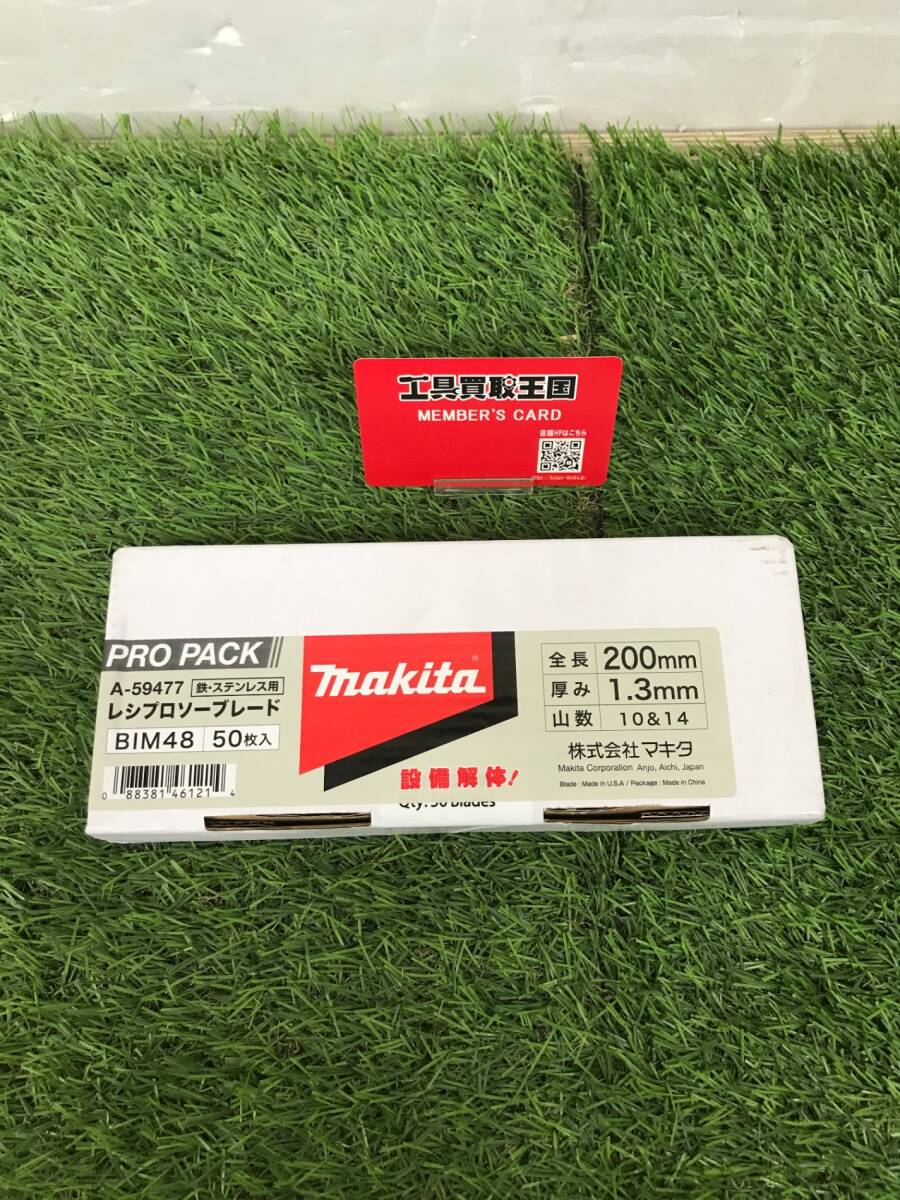 工具買取王国
MEMBER'S CARD
店舗HPはこちら
PRO PACK
A-59477 鉄・ステンレス用
レシプロソーブレード
BIM48 50枚入
0 88381 46121 4
makita®
設備解体!
全長 200mm
厚み 1.3mm
山数 10&14
株式会社マキタ
Makita Corporation Anjo, Aichi, Japan
Blade : Made in U.S.A / Package : Made in China
Qty: 50 Blades